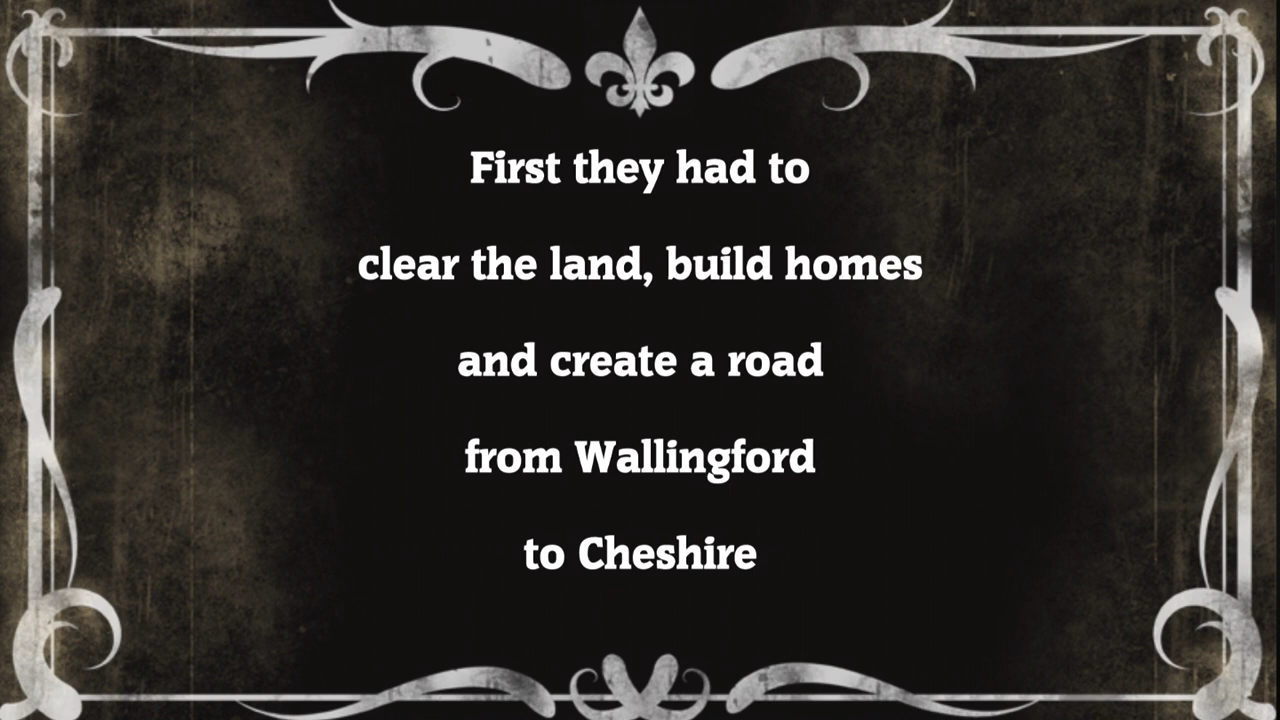 First they had to
clear the land, build homes
and create a road
from Wallingford
to Cheshire